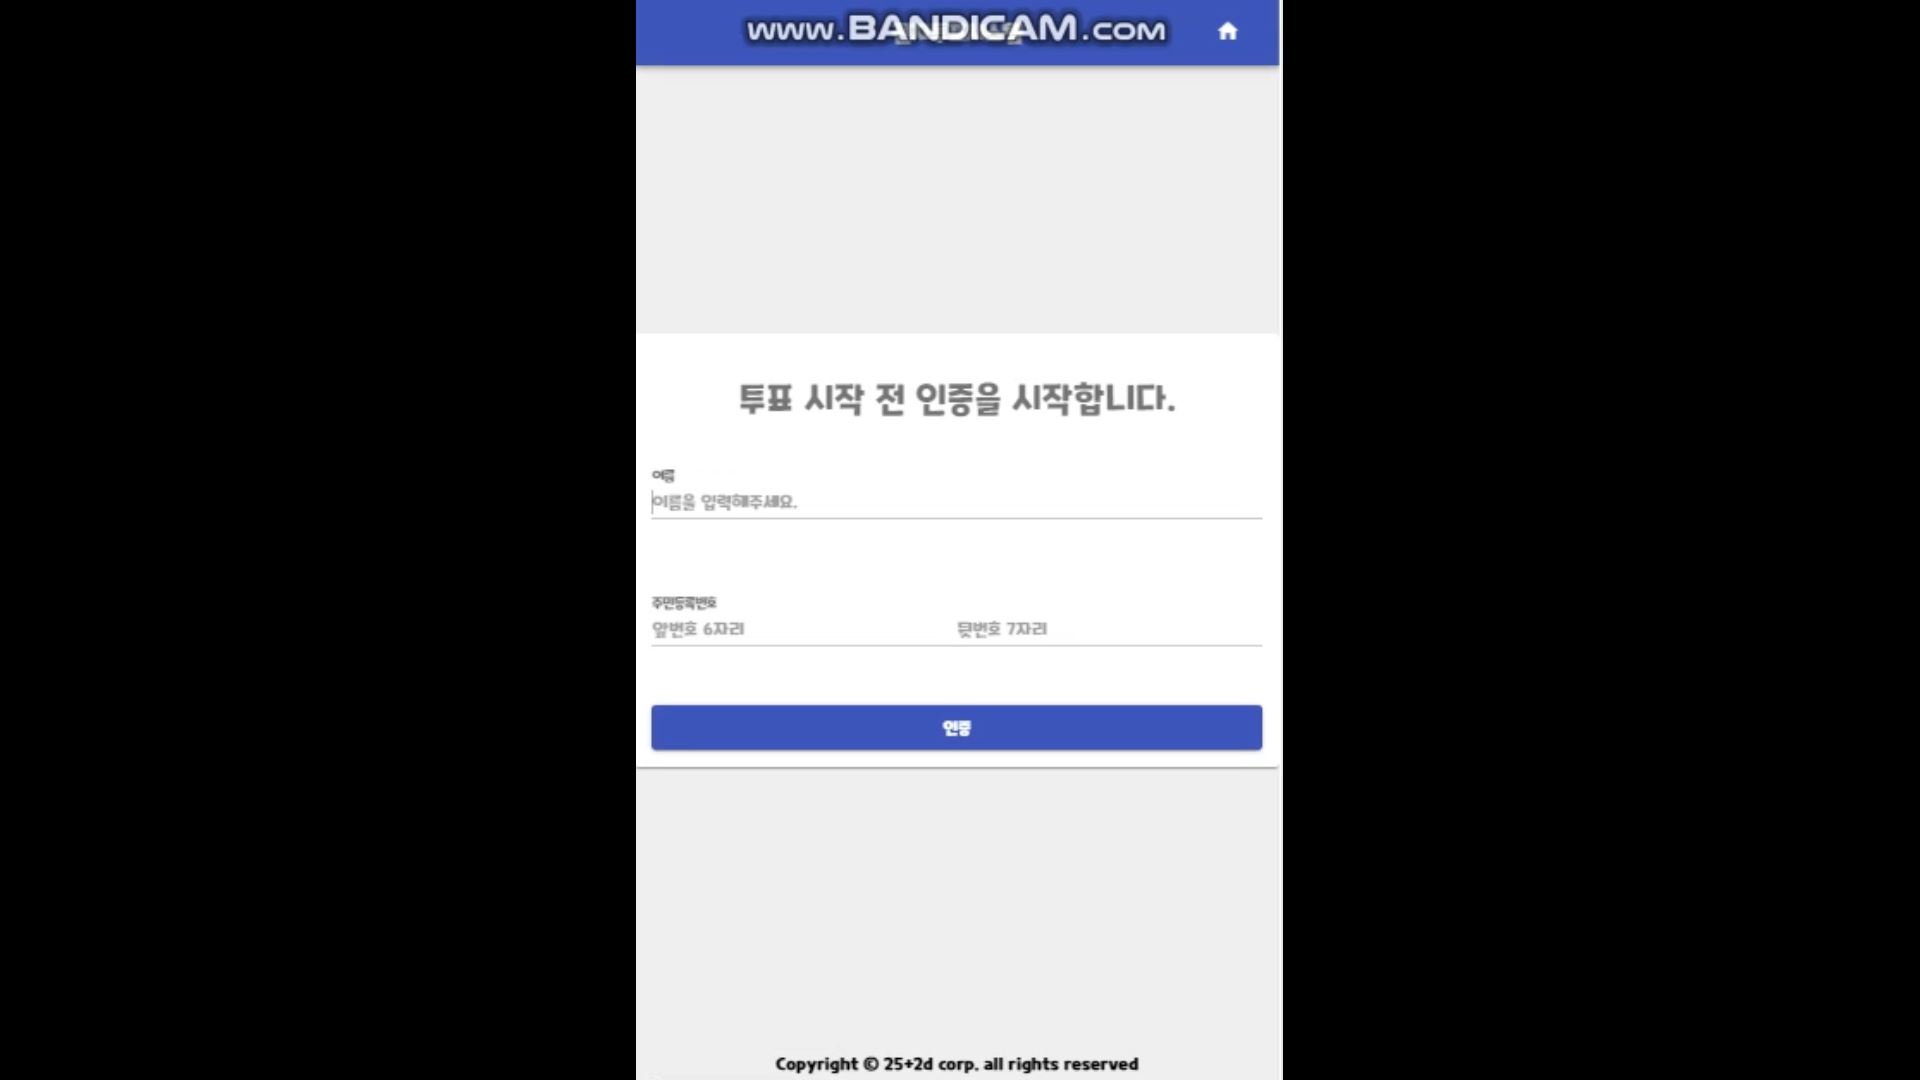 www.BANDICAM.com
투표 시작 전 인증을 시작합니다.
이름
이름을 입력해주세요.
주민등록번호
앞번호 6자리 뒷번호 7자리
인증
Copyright © 25+2d corp. all rights reserved